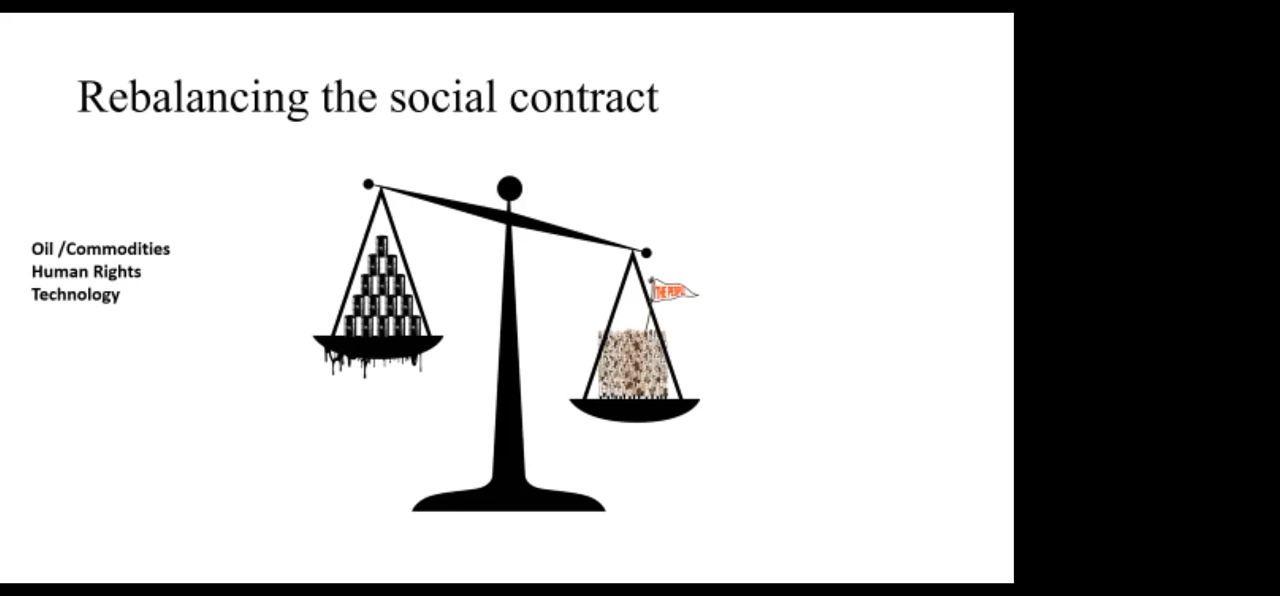 Rebalancing the social contract
Oil /Commodities
Human Rights
Technology
THE PEOPLE